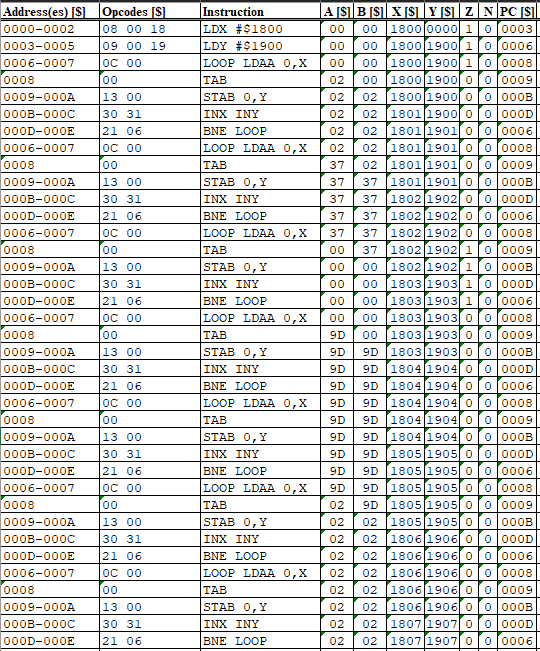 Address(es) [$] Opcodes [$] Instruction A [$] B [$] X [$] Y [$] Z N PC [$]
0000-0002 08 00 18 LDX #$1800 00 00 1800 0000 1 0 0003
0003-0005 09 00 19 LDY #$1900 00 00 1800 1900 1 0 0006
0006-0007 0C 00 LOOP LDAA 0,X 00 00 1800 1900 1 0 0008
0008 00 TAB 02 00 1800 1900 0 0 0009
0009-000A 13 00 STAB 0,Y 02 02 1800 1900 0 0 000B
000B-000C 30 31 INX INY 02 02 1801 1900 0 0 000D
000D-000E 21 06 BNE LOOP 02 02 1801 1901 0 0 0006
0006-0007 0C 00 LOOP LDAA 0,X 02 02 1801 1901 0 0 0008
0008 00 TAB 37 02 1801 1901 0 0 0009
0009-000A 13 00 STAB 0,Y 37 37 1801 1901 0 0 000B
000B-000C 30 31 INX INY 37 37 1802 1902 0 0 000D
000D-000E 21 06 BNE LOOP 37 37 1802 1902 0 0 0006
0006-0007 0C 00 LOOP LDAA 0,X 37 37 1802 1902 0 0 0008
0008 00 TAB 00 37 1802 1902 1 0 0009
0009-000A 13 00 STAB 0,Y 00 00 1802 1902 1 0 000B
000B-000C 30 31 INX INY 00 00 1803 1903 1 0 000D
000D-000E 21 06 BNE LOOP 00 00 1803 1903 1 0 0006
0006-0007 0C 00 LOOP LDAA 0,X 00 00 1803 1903 0 0 0008
0008 00 TAB 9D 00 1803 1903 0 0 0009
0009-000A 13 00 STAB 0,Y 9D 9D 1803 1903 0 0 000B
000B-000C 30 31 INX INY 9D 9D 1804 1904 0 0 000D
000D-000E 21 06 BNE LOOP 9D 9D 1804 1904 0 0 0006
0006-0007 0C 00 LOOP LDAA 0,X 9D 9D 1804 1904 0 0 0008
0008 00 TAB 9D 9D 1804 1904 0 0 0009
0009-000A 13 00 STAB 0,Y 9D 9D 1804 1904 0 0 000B
000B-000C 30 31 INX INY 9D 9D 1805 1905 0 0 000D
000D-000E 21 06 BNE LOOP 9D 9D 1805 1905 0 0 0006
0006-0007 0C 00 LOOP LDAA 0,X 9D 9D 1805 1905 0 0 0008
0008 00 TAB 02 9D 1805 1905 0 0 0009
0009-000A 13 00 STAB 0,Y 02 02 1805 1905 0 0 000B
000B-000C 30 31 INX INY 02 02 1806 1906 0 0 000D
000D-000E 21 06 BNE LOOP 02 02 1806 1906 0 0 0006
0006-0007 0C 00 LOOP LDAA 0,X 02 02 1806 1906 0 0 0008
0008 00 TAB 02 02 1806 1906 0 0 0009
0009-000A 13 00 STAB 0,Y 02 02 1806 1906 0 0 000B
000B-000C 30 31 INX INY 02 02 1807 1907 0 0 000D
000D-000E 21 06 BNE LOOP 02 02 1807 1907 0 0 0006